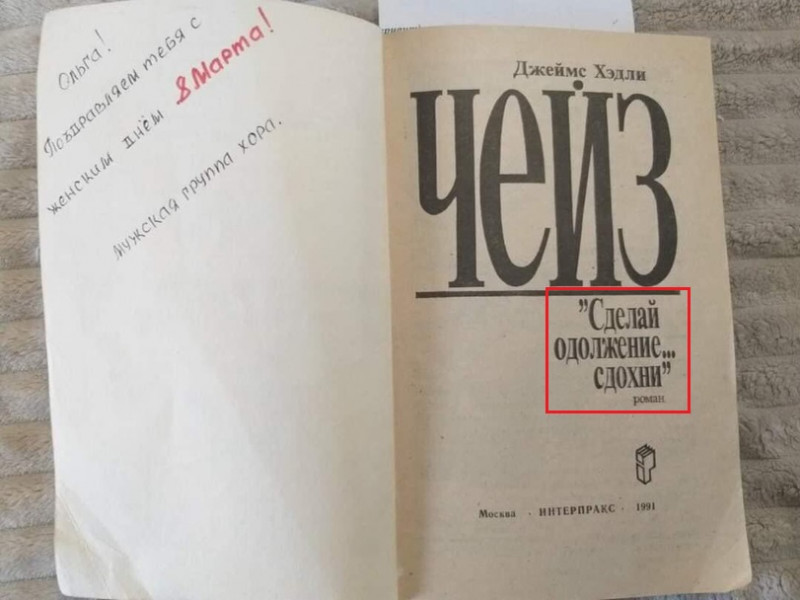 Ольга!
Поздравляем тебя с
женским днём 8 Марта!
Мужская группа хора.
Джеймс Хэдли
ЧЕЙЗ
"Сделай
одолжение...
сдохни"
роман
Москва · ИНТЕРПРАКС · 1991